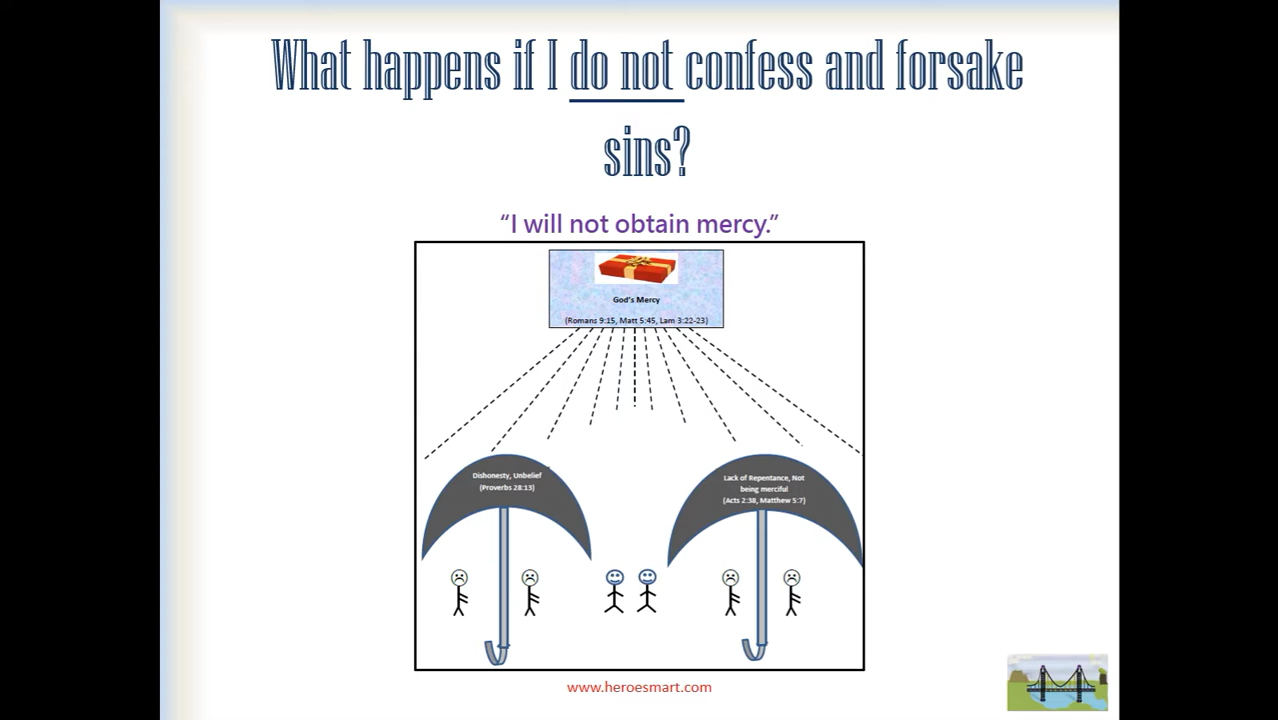 What happens if I do not confess and forsake
sins?
“I will not obtain mercy.”
God's Mercy
(Romans 9:15, Matt 5:45, Lam 3:22-23)
Dishonesty, Unbelief
(Proverbs 28:13)
Lack of Repentance, Not
being merciful
(Acts 2:38, Matthew 5:7)
www.heroesmart.com